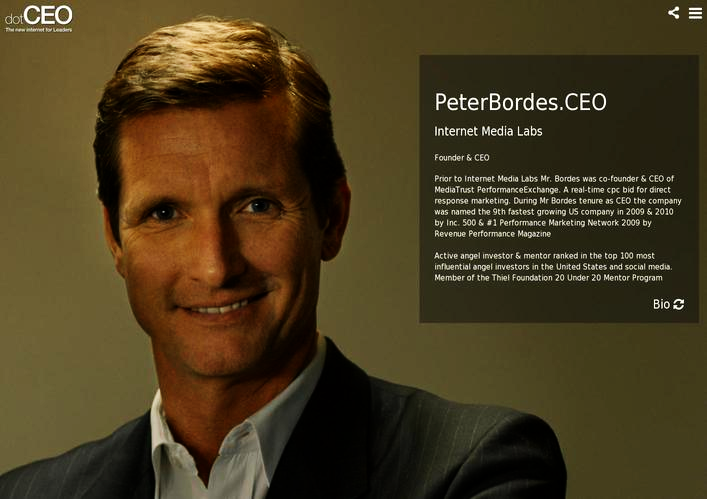 dotCEO
The new internet for Leaders
PeterBordes.CEO
Internet Media Labs
Founder & CEO
Prior to Internet Media Labs Mr. Bordes was co-founder & CEO of
MediaTrust PerformanceExchange. A real-time cpc bid for direct
response marketing. During Mr Bordes tenure as CEO the company
was named the 9th fastest growing US company in 2009 & 2010
by Inc. 500 & #1 Performance Marketing Network 2009 by
Revenue Performance Magazine
Active angel investor & mentor ranked in the top 100 most
influential angel investors in the United States and social media.
Member of the Thiel Foundation 20 Under 20 Mentor Program
Bio